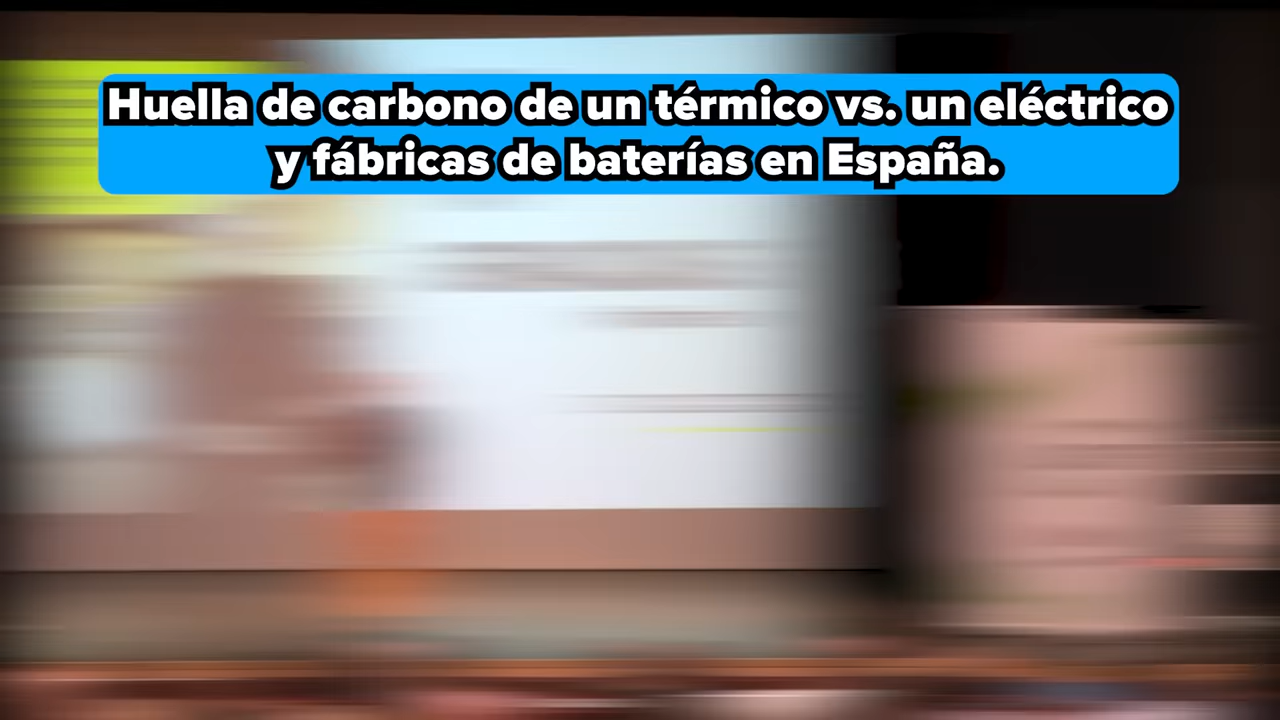 Huella de carbono de un térmico vs. un eléctrico
y fábricas de baterías en España.